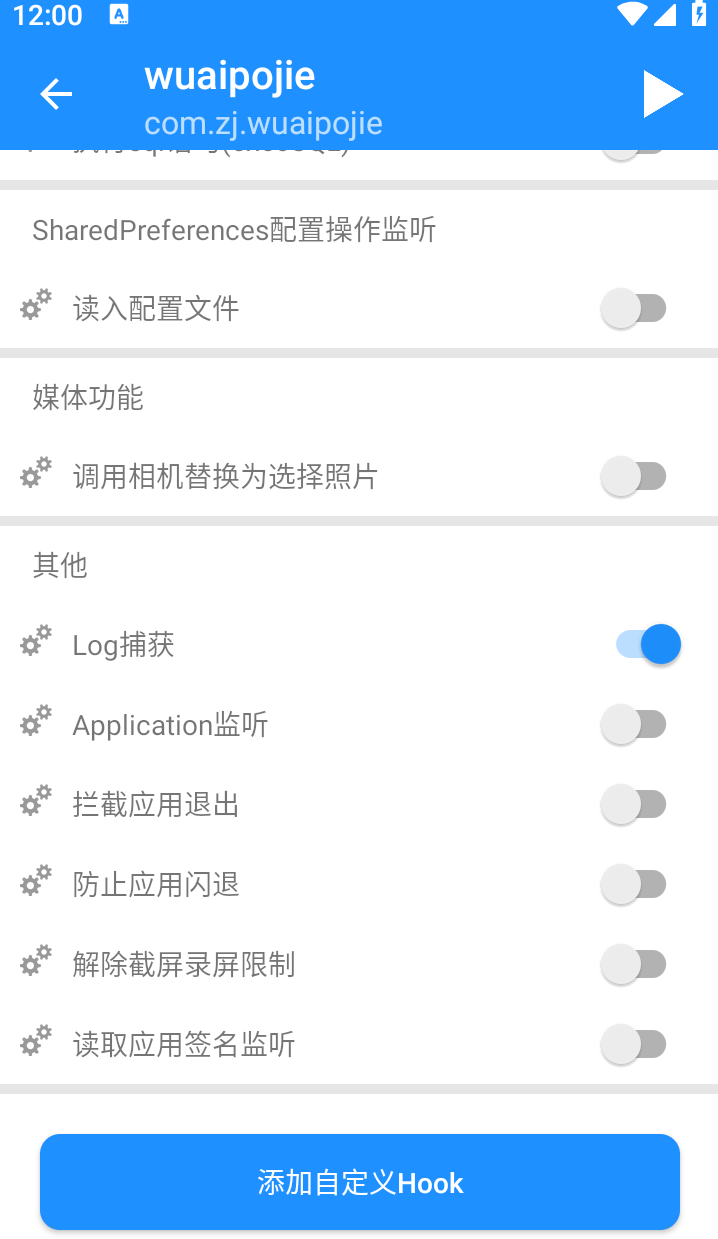 12:00
A
wuaipojie
com.zj.wuaipojie
SharedPreferences配置操作监听
读入配置文件
媒体功能
调用相机替换为选择照片
其他
Log捕获
Application监听
拦截应用退出
防止应用闪退
解除截屏录屏限制
读取应用签名监听
添加自定义Hook